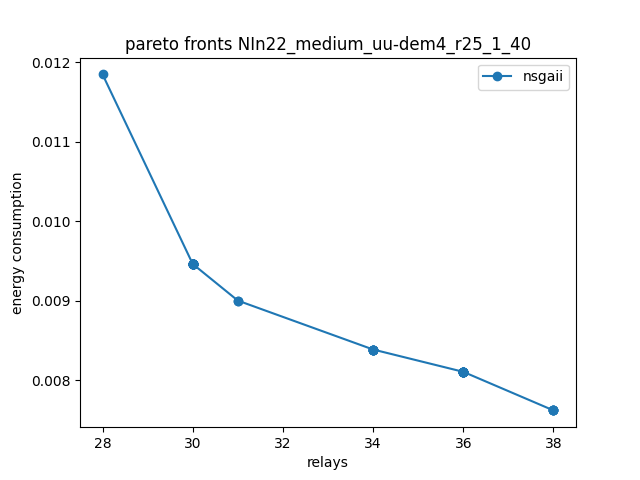 pareto fronts NIn22_medium_uu-dem4_r25_1_40
nsgaii
0.012
0.011
0.010
0.009
0.008
energy consumption
28 30 32 34 36 38
relays